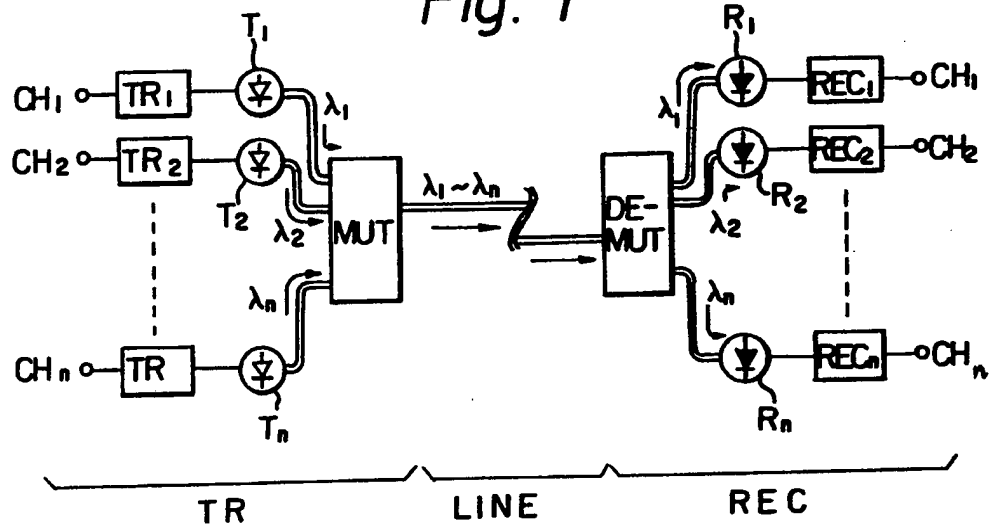 Fig. 1
T1
R1
CH1
TR1
λ1
λ1
REC1
CH1
CH2
TR2
T2
λ2
MUT
λ1~λn
DE-
MUT
λ2
R2
REC2
CH2
λn
λn
CHn
TR
Tn
Rn
RECn
CHn
TR
LINE
REC